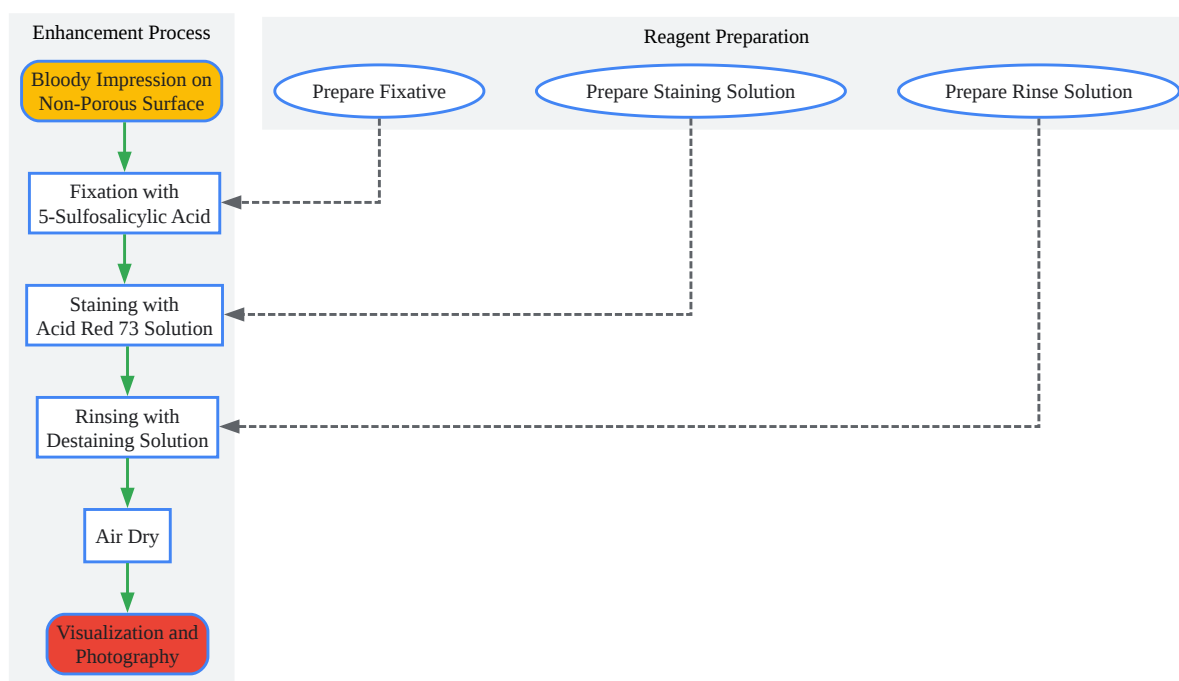 Enhancement Process
Bloody Impression on
Non-Porous Surface
Fixation with
5-Sulfosalicylic Acid
Staining with
Acid Red 73 Solution
Rinsing with
Destaining Solution
Air Dry
Visualization and
Photography
Reagent Preparation
Prepare Fixative
Prepare Staining Solution
Prepare Rinse Solution